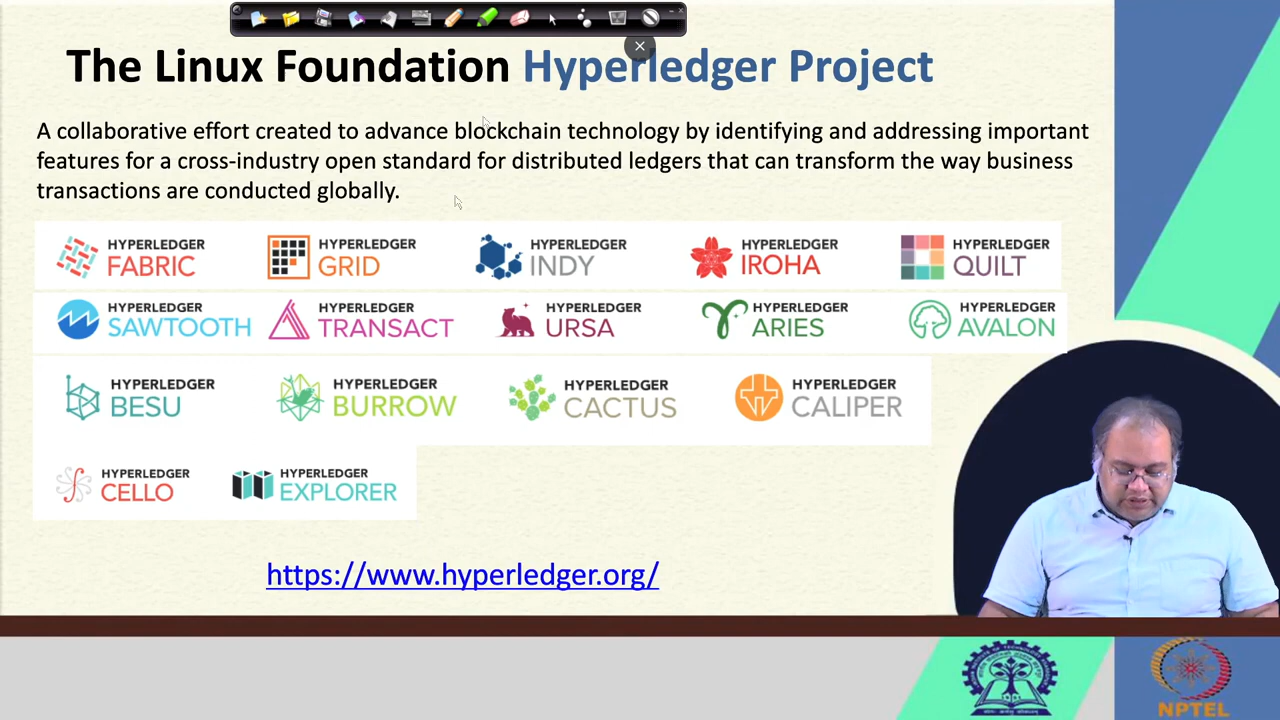 The Linux Foundation Hyperledger Project
A collaborative effort created to advance blockchain technology by identifying and addressing important
features for a cross-industry open standard for distributed ledgers that can transform the way business
transactions are conducted globally.
HYPERLEDGER FABRIC
HYPERLEDGER GRID
HYPERLEDGER INDY
HYPERLEDGER IROHA
HYPERLEDGER QUILT
HYPERLEDGER SAWTOOTH
HYPERLEDGER TRANSACT
HYPERLEDGER URSA
HYPERLEDGER ARIES
HYPERLEDGER AVALON
HYPERLEDGER BESU
HYPERLEDGER BURROW
HYPERLEDGER CACTUS
HYPERLEDGER CALIPER
HYPERLEDGER CELLO
HYPERLEDGER EXPLORER
https://www.hyperledger.org/
NPTEL